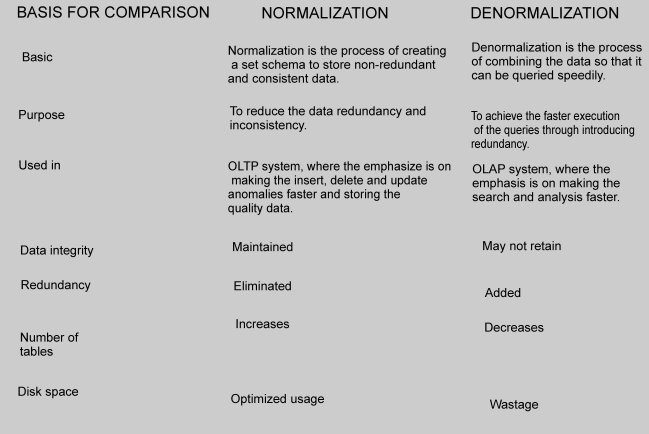 BASIS FOR COMPARISON NORMALIZATION DENORMALIZATION
Basic
Normalization is the process of creating
a set schema to store non-redundant
and consistent data.
Denormalization is the process
of combining the data so that it
can be queried speedily.
Purpose
To reduce the data redundancy and
inconsistency.
To achieve the faster execution
of the queries through introducing
redundancy.
Used in
OLTP system, where the emphasize is on
making the insert, delete and update
anomalies faster and storing the
quality data.
OLAP system, where the
emphasis is on making the
search and analysis faster.
Data integrity
Maintained
May not retain
Redundancy
Eliminated
Added
Number of
tables
Increases
Decreases
Disk space
Optimized usage
Wastage